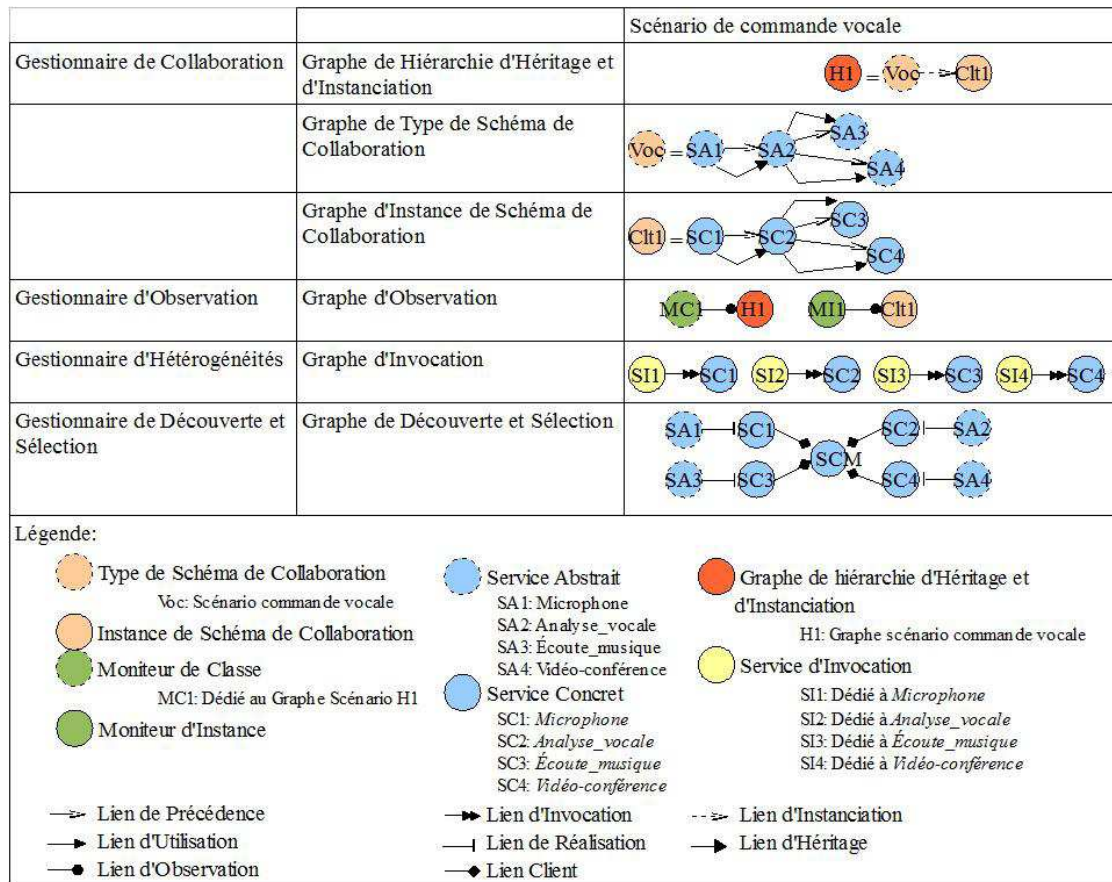 Scénario de commande vocale
Gestionnaire de Collaboration
Graphe de Hiérarchie d'Héritage et
d'Instanciation
H1 = Voc Clt1
Graphe de Type de Schéma de
Collaboration
Voc = SA1 SA2 SA3 SA4
Graphe d'Instance de Schéma de
Collaboration
Clt1 = SC1 SC2 SC3 SC4
Gestionnaire d'Observation
Graphe d'Observation
MC1 H1 MI1 Clt1
Gestionnaire d'Hétérogénéités
Graphe d'Invocation
SI1 SC1 SI2 SC2 SI3 SC3 SI4 SC4
Gestionnaire de Découverte et
Sélection
Graphe de Découverte et Sélection
SA1 SC1 SC2 SA2
SCM
SA3 SC3 SC4 SA4
Légende:
Type de Schéma de Collaboration
Voc: Scénario commande vocale
Instance de Schéma de Collaboration
Moniteur de Classe
MC1: Dédié au Graphe Scénario H1
Moniteur d'Instance
Service Abstrait
SA1: Microphone
SA2: Analyse_vocale
SA3: Écoute_musique
SA4: Vidéo-conférence
Service Concret
SC1: Microphone
SC2: Analyse_vocale
SC3: Écoute_musique
SC4: Vidéo-conférence
Graphe de hiérarchie d'Héritage et
d'Instanciation
H1: Graphe scénario commande vocale
Service d'Invocation
SI1: Dédié à Microphone
SI2: Dédié à Analyse_vocale
SI3: Dédié à Écoute_musique
SI4: Dédié à Vidéo-conférence
Lien de Précédence
Lien d'Utilisation
Lien d'Observation
Lien d'Invocation
Lien de Réalisation
Lien Client
Lien d'Instanciation
Lien d'Héritage